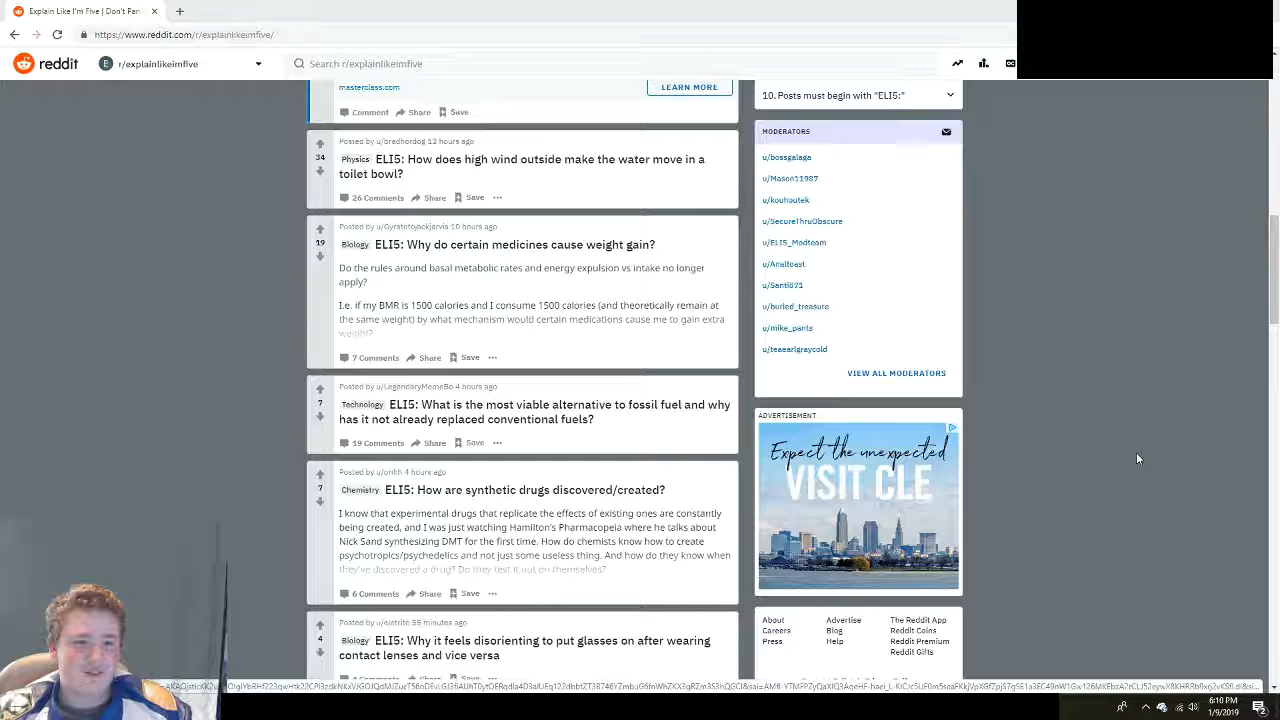 Explain Like I'm Five | Don't Pan
https://www.reddit.com/r/explainlikeimfive/
reddit
E r/explainlikeimfive
Search r/explainlikeimfive
masterclass.com
LEARN MORE
Comment Share Save
Posted by u/bradhotdog 12 hours ago
34
Physics ELI5: How does high wind outside make the water move in a
toilet bowl?
26 Comments Share Save
Posted by u/Gyratetojackjarvis 10 hours ago
19
Biology ELI5: Why do certain medicines cause weight gain?
Do the rules around basal metabolic rates and energy expulsion vs intake no longer
apply?
I.e. if my BMR is 1500 calories and I consume 1500 calories (and theoretically remain at
the same weight) by what mechanism would certain medications cause me to gain extra
weight?
7 Comments Share Save
Posted by u/LegendaryMemeBo 4 hours ago
7
Technology ELI5: What is the most viable alternative to fossil fuel and why
has it not already replaced conventional fuels?
19 Comments Share Save
Posted by u/onhh 4 hours ago
7
Chemistry ELI5: How are synthetic drugs discovered/created?
I know that experimental drugs that replicate the effects of existing ones are constantly
being created, and I was just watching Hamilton's Pharmacopeia where he talks about
Nick Sand synthesizing DMT for the first time. How do chemists know how to create
psychotropics/psychedelics and not just some useless thing. And how do they know when
they've discovered a drug? Do they test it out on themselves?
6 Comments Share Save
Posted by u/eietrite 55 minutes ago
4
Biology ELI5: Why it feels disorienting to put glasses on after wearing
contact lenses and vice versa
10. Posts must begin with "ELI5:"
MODERATORS
u/bossgalaga
u/Mason11987
u/kouhoutek
u/SecureThruObscure
u/ELI5_Modteam
u/Analtoast
u/Santi871
u/buried_treasure
u/mike_pants
u/teaearlgraycold
VIEW ALL MODERATORS
ADVERTISEMENT
Expect the unexpected
VISIT CLE
About Advertise The Reddit App
Careers Blog Reddit Coins
Press Help Reddit Premium
Reddit Gifts
6:10 PM
1/9/2019